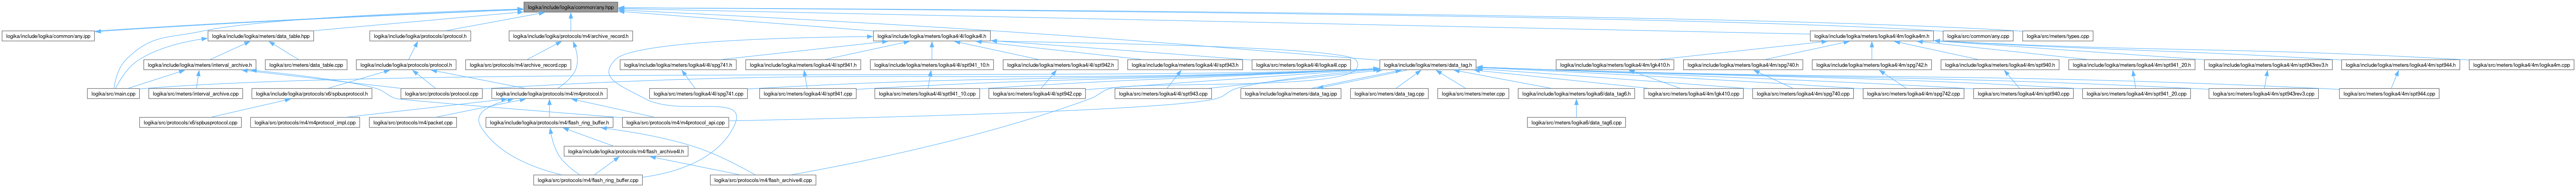 logika/include/logika/common/any.hpp
logika/include/logika/common/any.ipp
logika/include/logika/meters/data_table.hpp
logika/include/logika/protocols/iprotocol.h
logika/include/logika/protocols/m4/archive_record.h
logika/include/logika/meters/logika4/4l/logika4l.h
logika/include/logika/meters/logika4/4m/logika4m.h
logika/src/common/any.cpp
logika/src/meters/types.cpp
logika/include/logika/meters/interval_archive.h
logika/src/meters/data_table.cpp
logika/include/logika/protocols/protocol.h
logika/src/protocols/m4/archive_record.cpp
logika/include/logika/meters/logika4/4l/spg741.h
logika/include/logika/meters/logika4/4l/spt941.h
logika/include/logika/meters/logika4/4l/spt941_10.h
logika/include/logika/meters/logika4/4l/spt942.h
logika/include/logika/meters/logika4/4l/spt943.h
logika/src/meters/logika4/4l/logika4l.cpp
logika/include/logika/meters/data_tag.h
logika/include/logika/meters/logika4/4m/lgk410.h
logika/include/logika/meters/logika4/4m/spg740.h
logika/include/logika/meters/logika4/4m/spg742.h
logika/include/logika/meters/logika4/4m/spt940.h
logika/include/logika/meters/logika4/4m/spt941_20.h
logika/include/logika/meters/logika4/4m/spt943rev3.h
logika/include/logika/meters/logika4/4m/spt944.h
logika/src/meters/logika4/4m/logika4m.cpp
logika/src/main.cpp
logika/src/meters/interval_archive.cpp
logika/include/logika/protocols/x6/spbusprotocol.h
logika/src/protocols/protocol.cpp
logika/include/logika/protocols/m4/m4protocol.h
logika/src/meters/logika4/4l/spg741.cpp
logika/src/meters/logika4/4l/spt941.cpp
logika/src/meters/logika4/4l/spt941_10.cpp
logika/src/meters/logika4/4l/spt942.cpp
logika/src/meters/logika4/4l/spt943.cpp
logika/include/logika/meters/data_tag.ipp
logika/src/meters/data_tag.cpp
logika/src/meters/meter.cpp
logika/include/logika/meters/logika6/data_tag6.h
logika/src/meters/logika4/4m/lgk410.cpp
logika/src/meters/logika4/4m/spg740.cpp
logika/src/meters/logika4/4m/spg742.cpp
logika/src/meters/logika4/4m/spt940.cpp
logika/src/meters/logika4/4m/spt941_20.cpp
logika/src/meters/logika4/4m/spt943rev3.cpp
logika/src/meters/logika4/4m/spt944.cpp
logika/src/protocols/x6/spbusprotocol.cpp
logika/src/protocols/m4/m4protocol_impl.cpp
logika/src/protocols/m4/packet.cpp
logika/include/logika/protocols/m4/flash_ring_buffer.h
logika/src/protocols/m4/m4protocol_api.cpp
logika/src/meters/logika6/data_tag6.cpp
logika/include/logika/protocols/m4/flash_archive4l.h
logika/src/protocols/m4/flash_ring_buffer.cpp
logika/src/protocols/m4/flash_archive4l.cpp